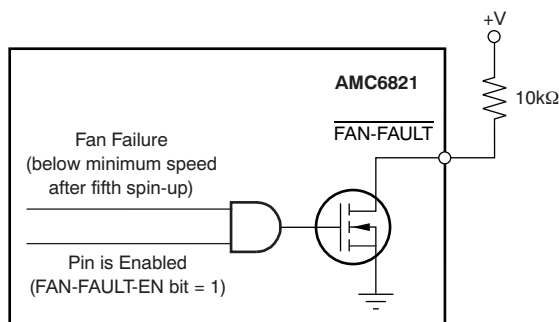 +V
10kΩ
AMC6821
FAN-FAULT
Fan Failure
(below minimum speed
after fifth spin-up)
Pin is Enabled
(FAN-FAULT-EN bit = 1)